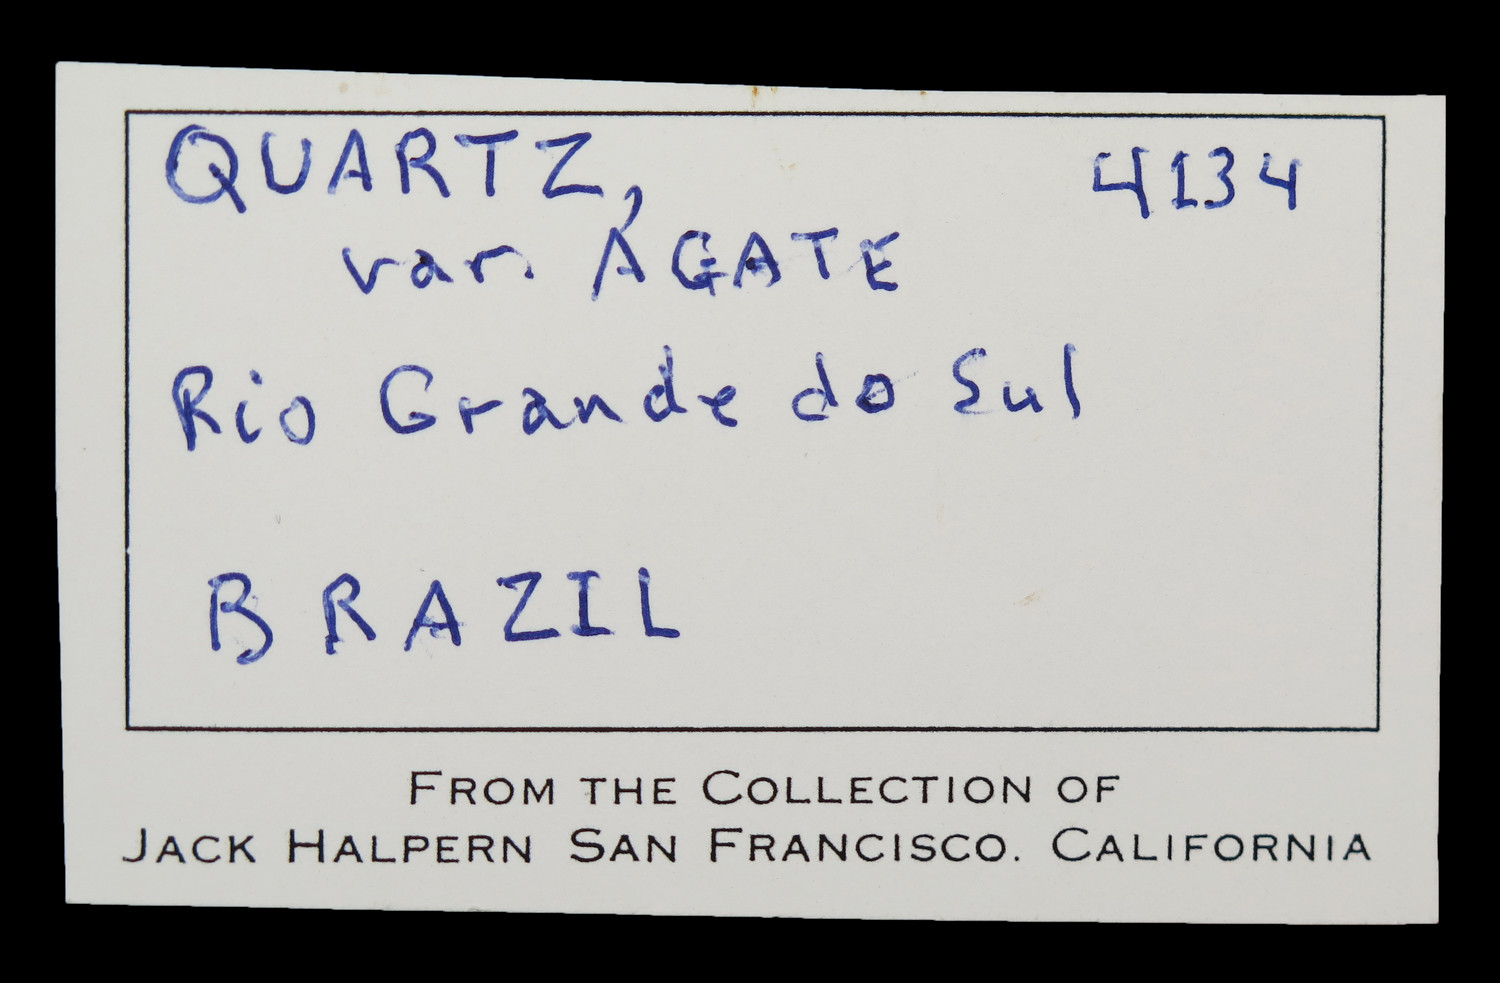 QUARTZ, 4134
var. AGATE
Rio Grande do Sul
BRAZIL
FROM THE COLLECTION OF
JACK HALPERN SAN FRANCISCO. CALIFORNIA